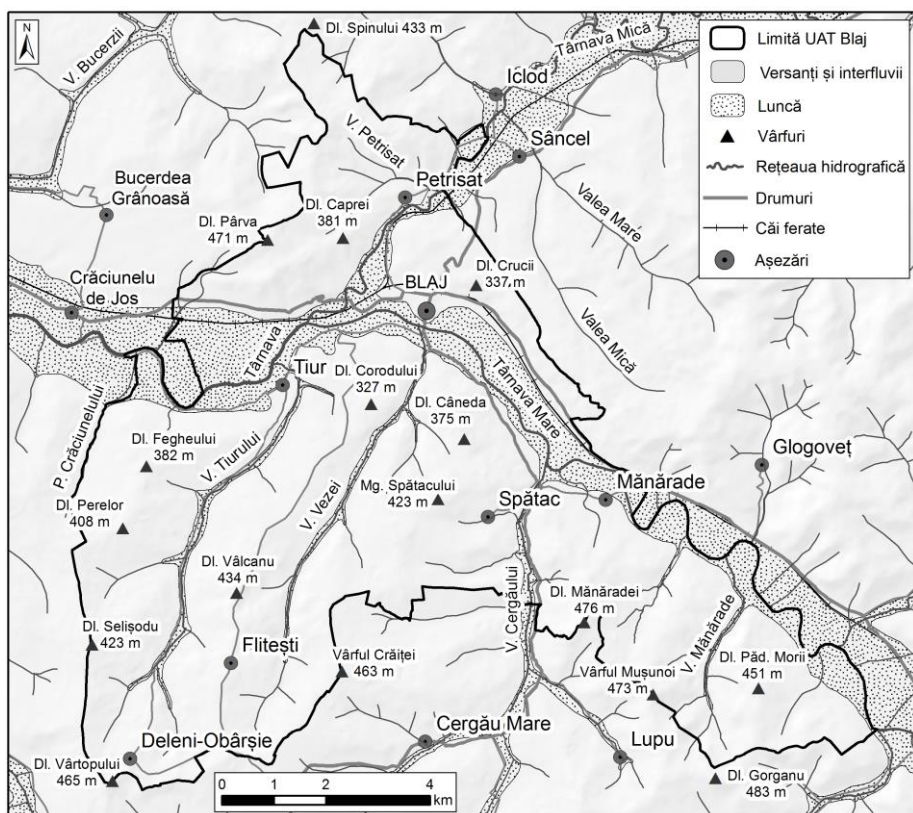 N
Dl. Spinului 433 m
V. Bucerzii
Târnava Mică
Iclod
V. Petrisat
Sâncel
Bucerdea
Grânoasă
Petrisat
Valea Mare
Dl. Caprei
381 m
Dl. Pârva
471 m
Crăciunelu
de Jos
Dl. Crucii
337 m
BLAJ
Târnava
Valea Mică
Tiur
Dl. Corodului
327 m
Târnava Mare
Dl. Câneda
375 m
P. Crăciunelului
Dl. Fegheului
382 m
V. Tiurului
Glogoveț
Dl. Perelor
408 m
V. Vezei
Mg. Spătacului
423 m
Spătac
Mănărade
Dl. Vâlcanu
434 m
V. Cergăului
Dl. Mănăradei
476 m
V. Mănărade
Dl. Selișodu
423 m
Flitești
Vârful Crăiței
463 m
Vârful Mușunoi
473 m
Dl. Păd. Morii
451 m
Cergău Mare
Lupu
Deleni-Obârșie
Dl. Vârtopului
465 m
Dl. Gorganu
483 m
0 1 2 4
km
Limită UAT Blaj
Versanți și interfluvii
Luncă
Vârfuri
Rețeaua hidrografică
Drumuri
Căi ferate
Așezări